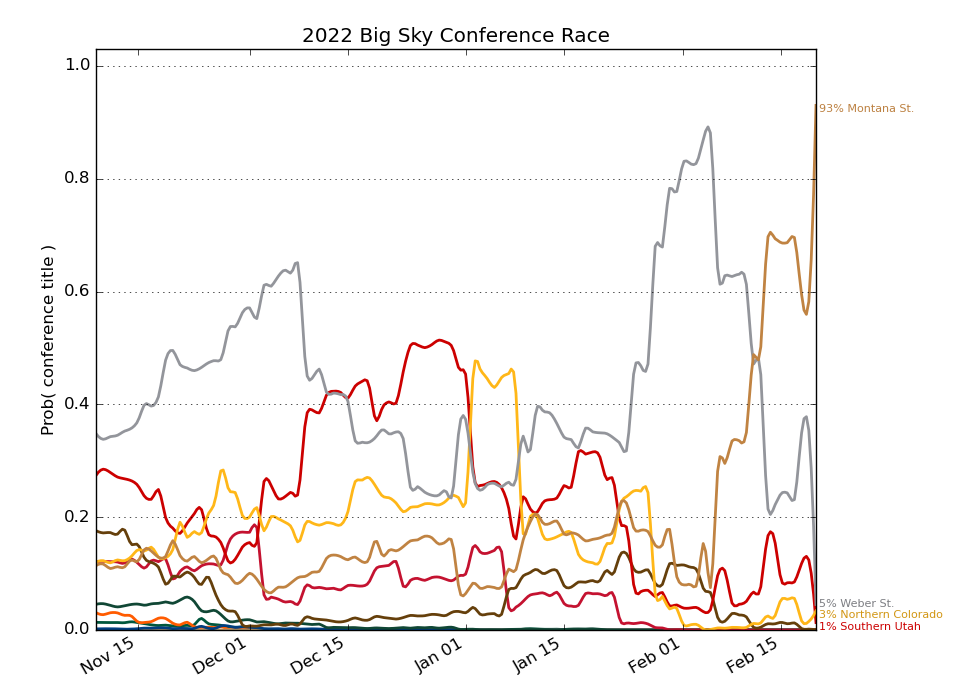 2022 Big Sky Conference Race
Prob( conference title )
1.0
0.8
0.6
0.4
0.2
0.0
Nov 15
Dec 01
Dec 15
Jan 01
Jan 15
Feb 01
Feb 15
93% Montana St.
5% Weber St.
3% Northern Colorado
1% Southern Utah